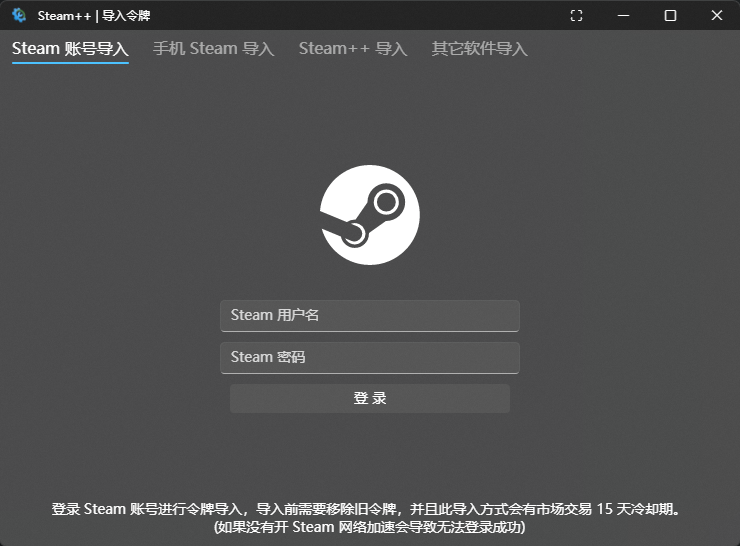 Steam++ | 导入令牌
Steam 账号导入 手机 Steam 导入 Steam++ 导入 其它软件导入
Steam 用户名
Steam 密码
登 录
登录 Steam 账号进行令牌导入，导入前需要移除旧令牌，并且此导入方式会有市场交易 15 天冷却期。
(如果没有开 Steam 网络加速会导致无法登录成功)